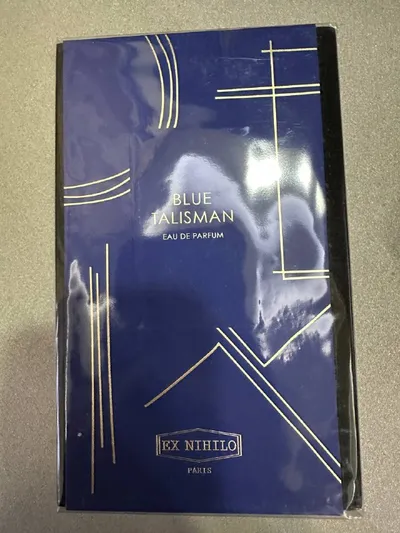 BLUE
TALISMAN
EAU DE PARFUM
EX NIHILO
PARIS